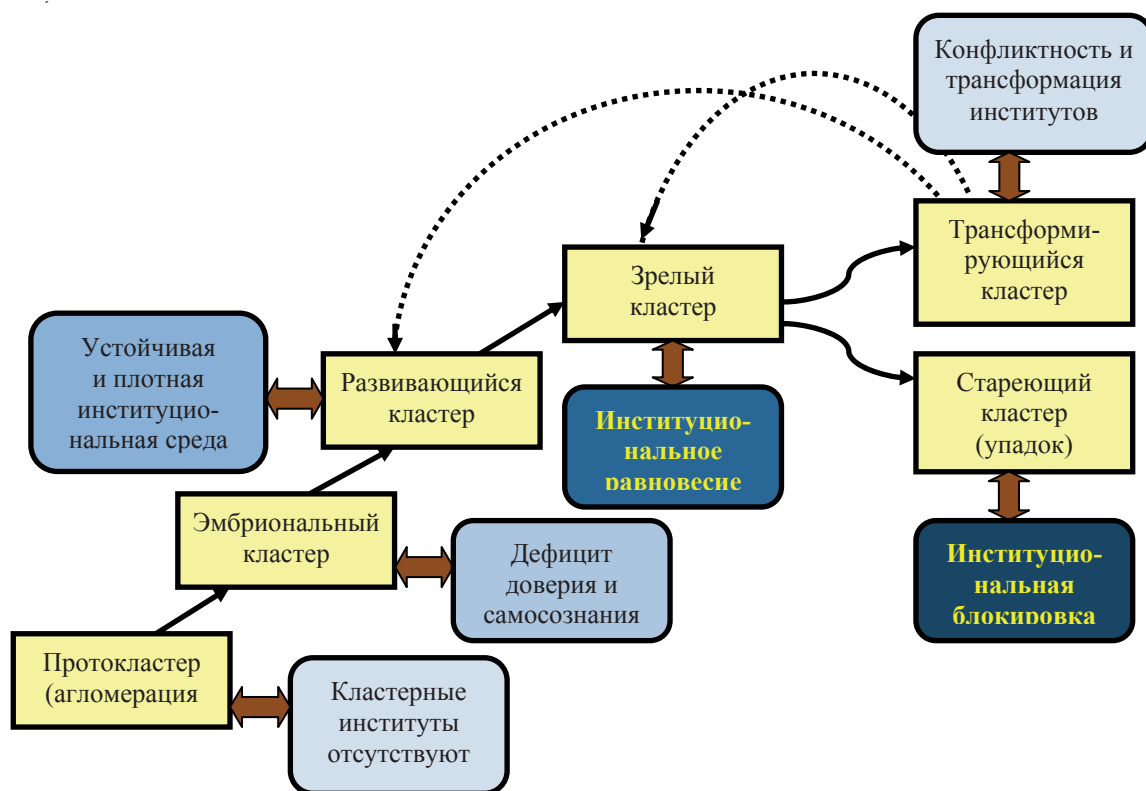 Конфликтность и
трансформация
институтов
Трансформи-
рующийся
кластер
Зрелый
кластер
Устойчивая
и плотная
институцио-
нальная среда
Развивающийся
кластер
Институцио-
нальное
равновесие
Стареющий
кластер
(упадок)
Эмбриональный
кластер
Дефицит
доверия и
самосознания
Институцио-
нальная
блокировка
Протокластер
(агломерация
Кластерные
институты
отсутствуют